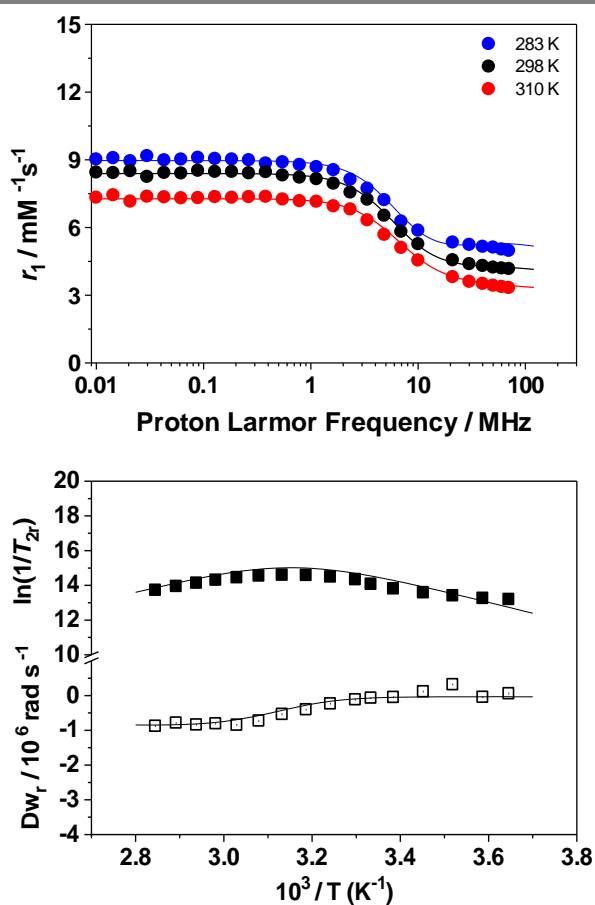 15
12
9
6
3
0
r₁ / mM ⁻¹s⁻¹
283 K
298 K
310 K
0.01 0.1 1 10 100
Proton Larmor Frequency / MHz
20
18
16
14
12
10
ln(1/T₂ᵣ)
0
-1
-2
-3
-4
Dwᵣ / 10⁶ rad s⁻¹
2.8 3.0 3.2 3.4 3.6 3.8
10³ / T (K⁻¹)